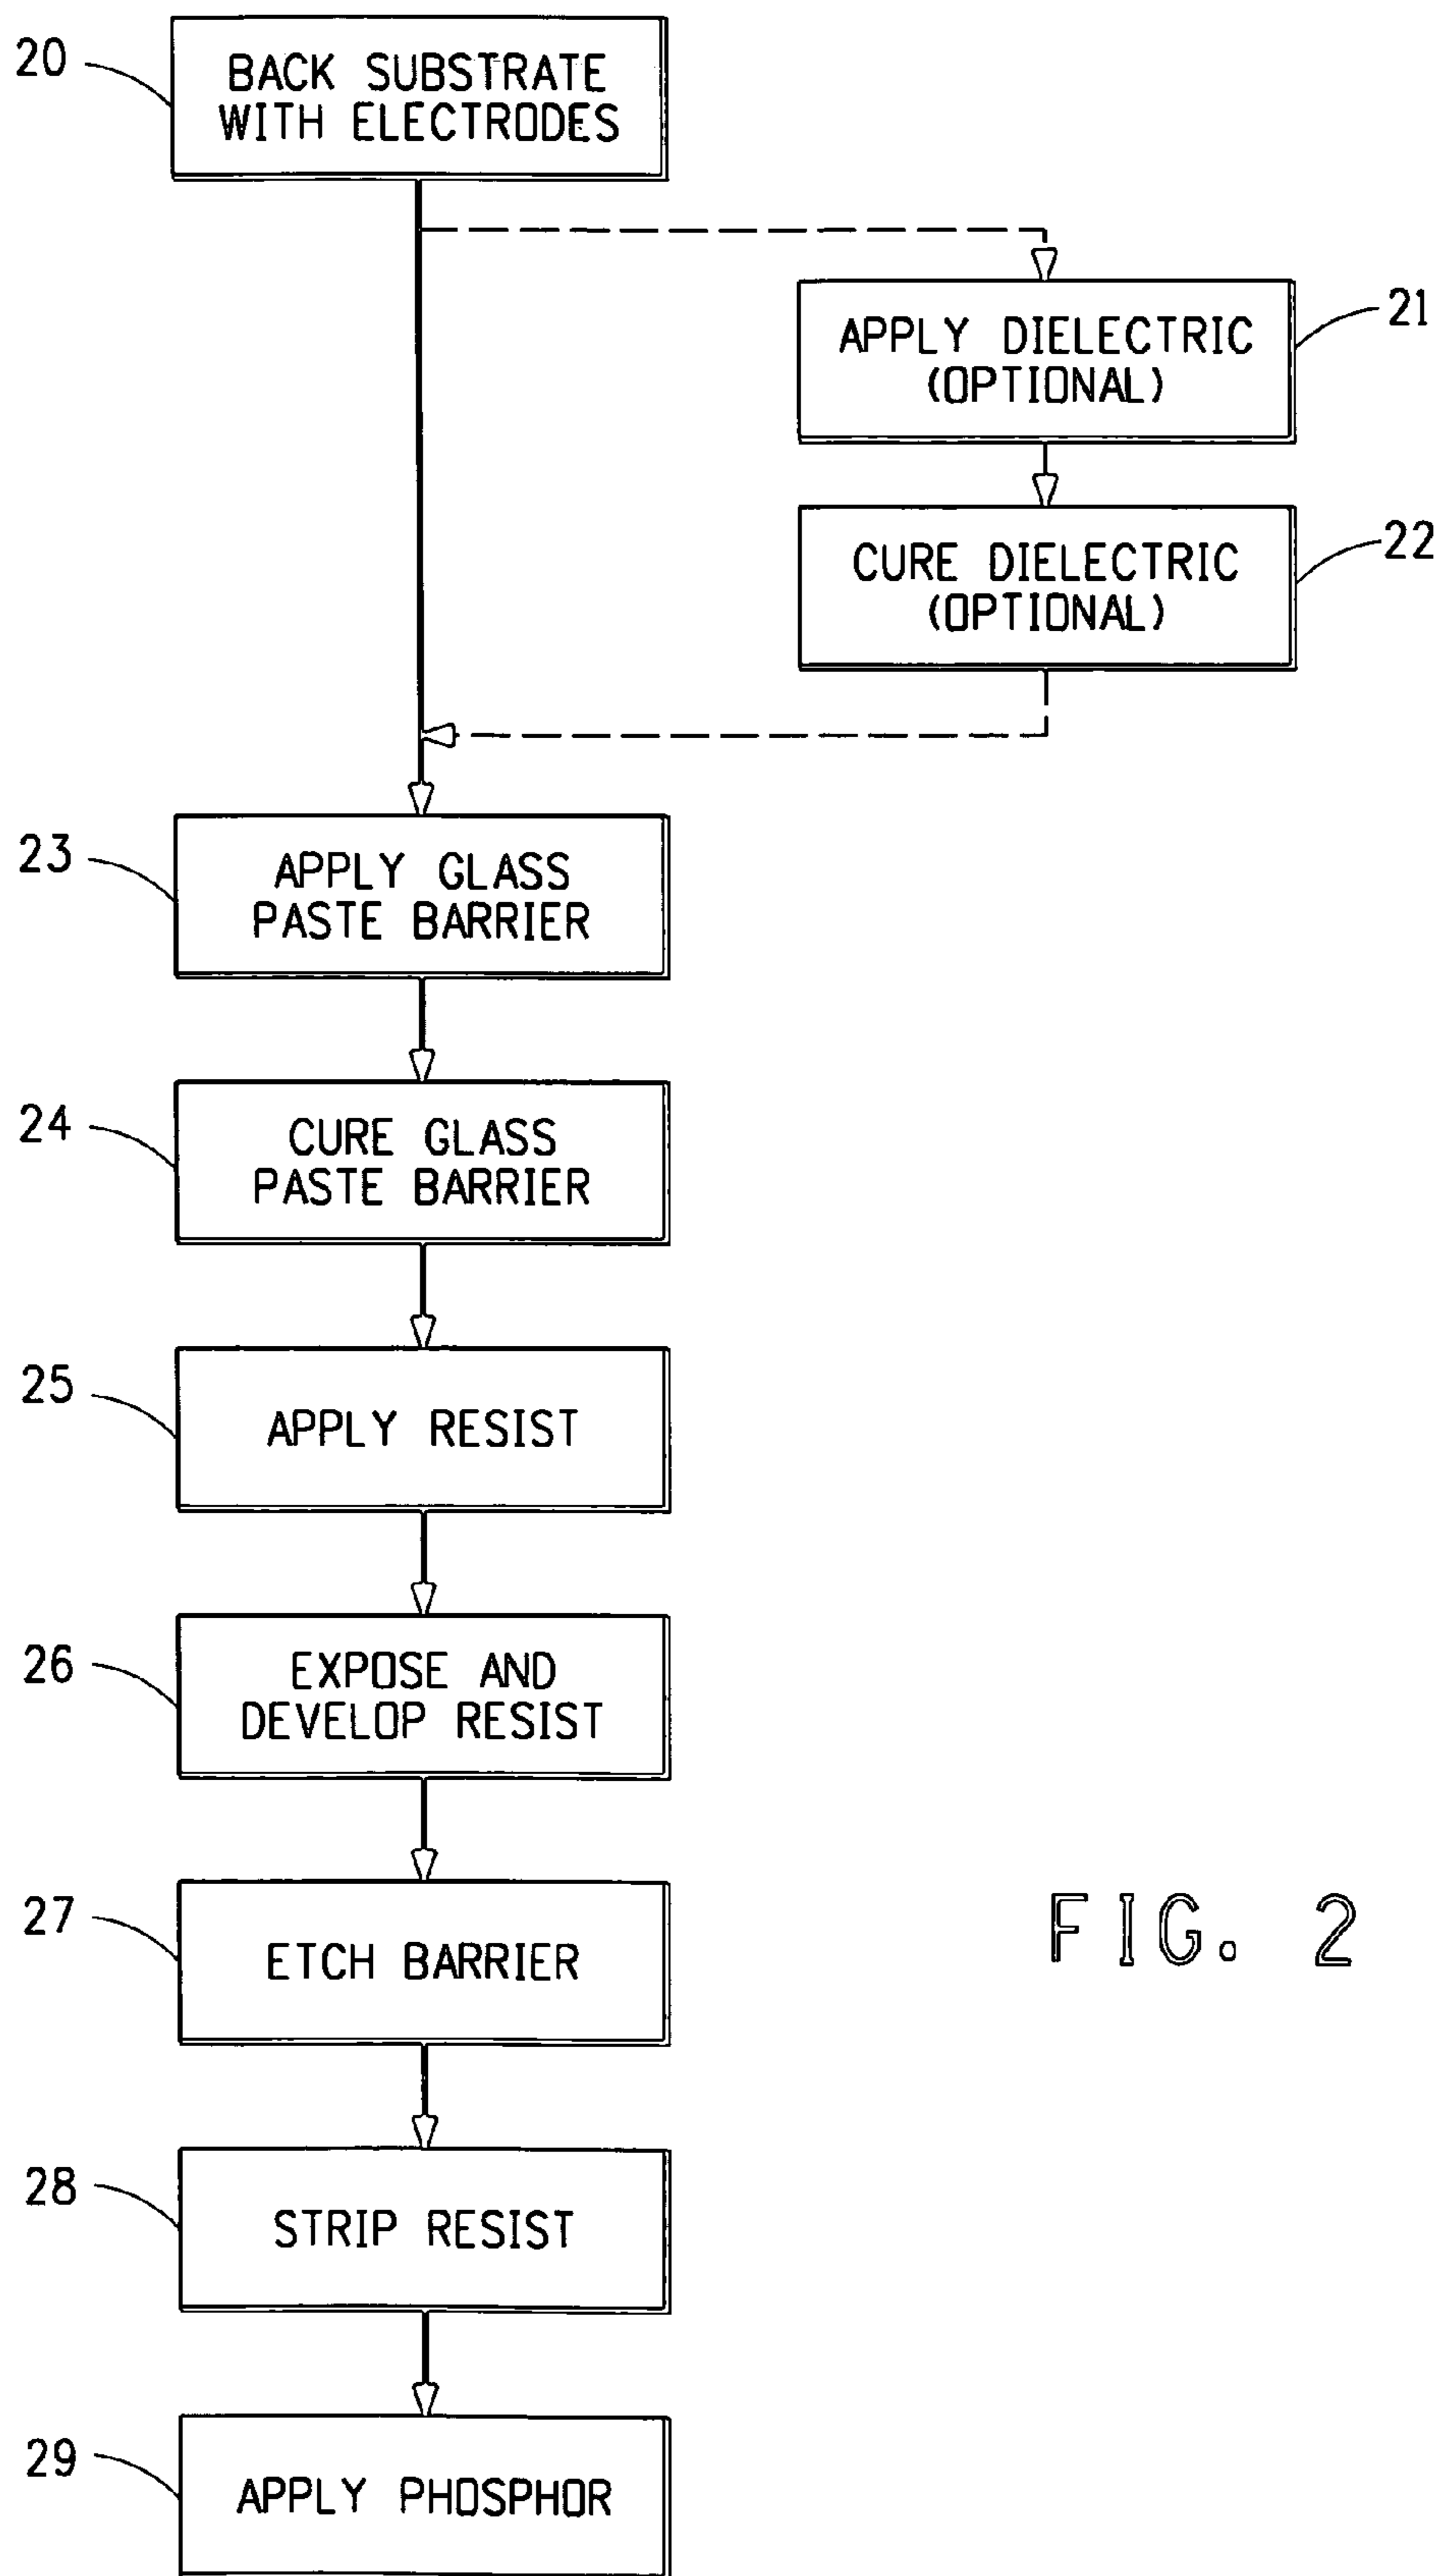 20
BACK SUBSTRATE
WITH ELECTRODES
21
APPLY DIELECTRIC
(OPTIONAL)
22
CURE DIELECTRIC
(OPTIONAL)
23
APPLY GLASS
PASTE BARRIER
24
CURE GLASS
PASTE BARRIER
25
APPLY RESIST
26
EXPOSE AND
DEVELOP RESIST
27
ETCH BARRIER
28
STRIP RESIST
29
APPLY PHOSPHOR
FIG. 2